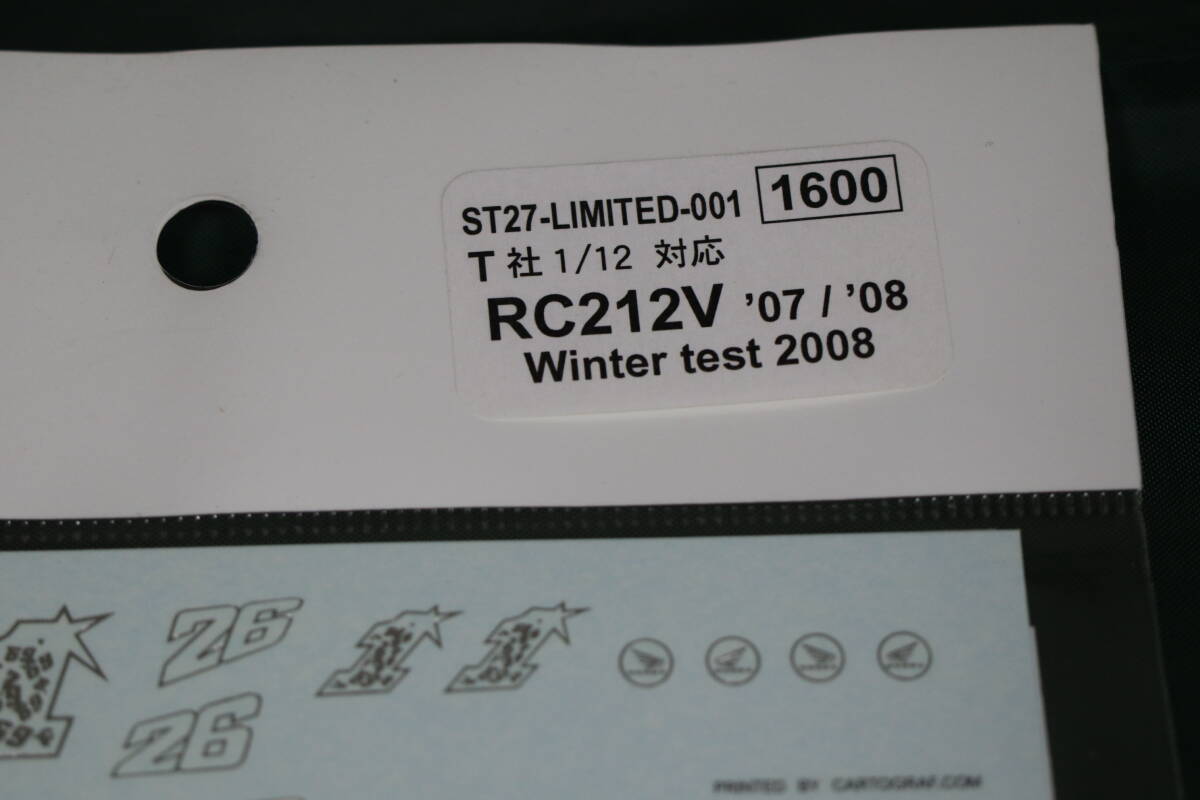 ST27-LIMITED-001 1600
T 社 1/12 対応
RC212V ’07 / ’08
Winter test 2008
26
26
PRINTED BY CARTOGRAF.COM